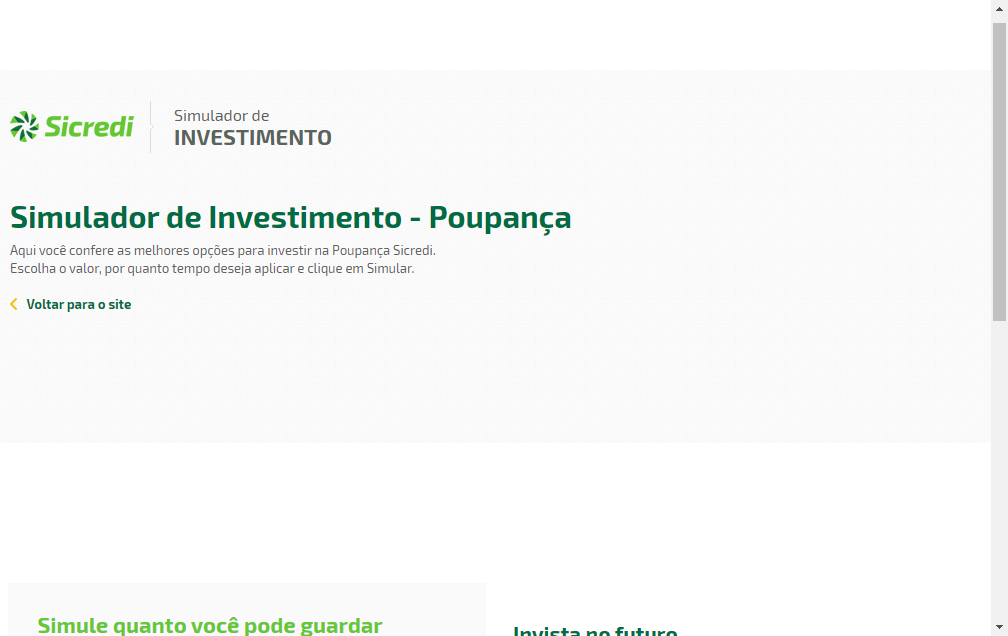 Sicredi
Simulador de
INVESTIMENTO
Simulador de Investimento - Poupança
Aqui você confere as melhores opções para investir na Poupança Sicredi.
Escolha o valor, por quanto tempo deseja aplicar e clique em Simular.
Voltar para o site
Simule quanto você pode guardar
Invista no futuro